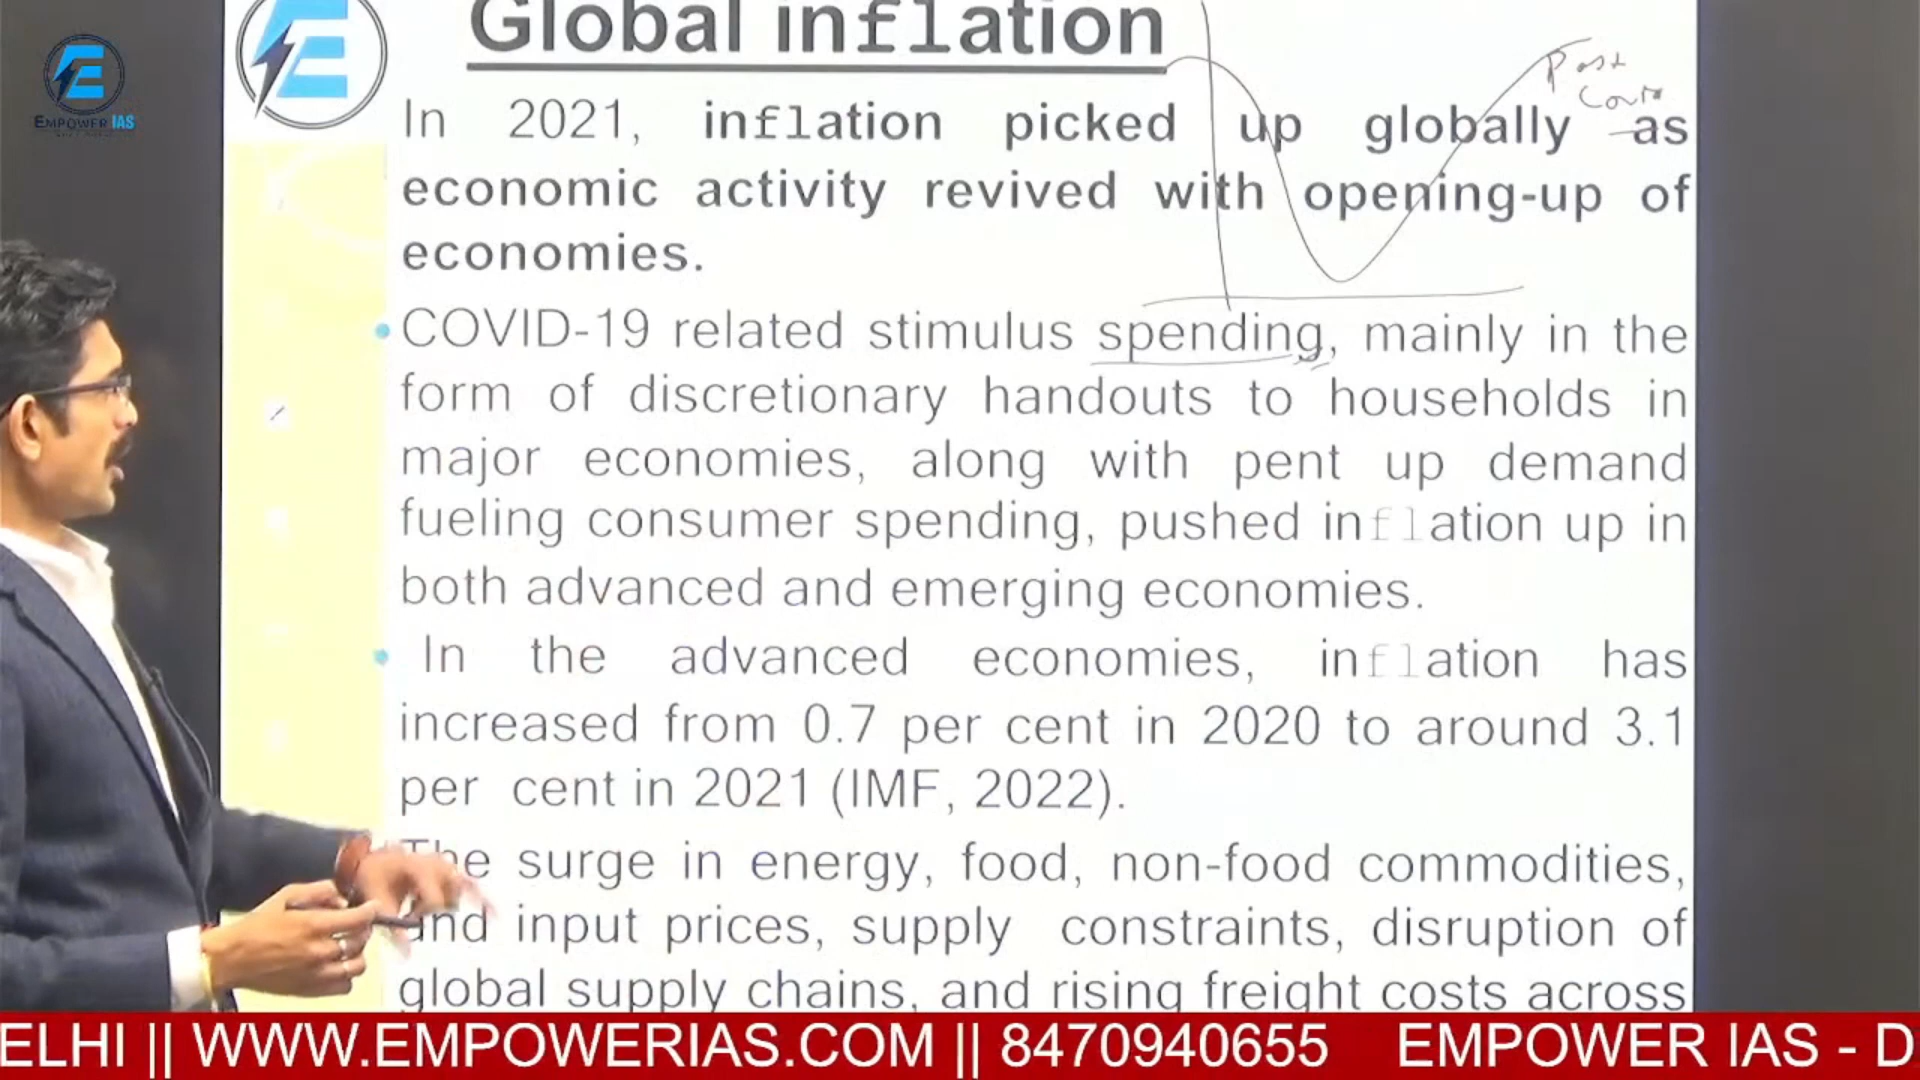 Global inflation
EMPOWER IAS
Post
Covid
In 2021, inflation picked up globally as
economic activity revived with opening-up of
economies.
COVID-19 related stimulus spending, mainly in the
form of discretionary handouts to households in
major economies, along with pent up demand
fueling consumer spending, pushed inflation up in
both advanced and emerging economies.
In the advanced economies, inflation has
increased from 0.7 per cent in 2020 to around 3.1
per cent in 2021 (IMF, 2022).
The surge in energy, food, non-food commodities,
and input prices, supply constraints, disruption of
global supply chains, and rising freight costs across
ELHI || WWW.EMPOWERIAS.COM || 8470940655 EMPOWER IAS - D